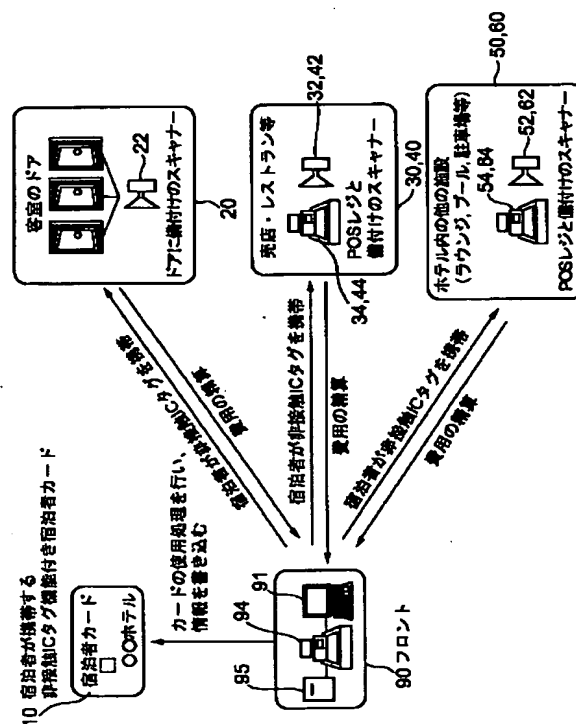 10 宿泊者が携帯する
非接触ICタグ機能付き宿泊者カード
宿泊者カード
○○ホテル
カードの使用処理を行い、
情報を書き込む
95
94
91
90 フロント
宿泊者が非接触ICタグを携帯
費用の精算
宿泊者が非接触ICタグを携帯
費用の精算
宿泊者が非接触ICタグを携帯
費用の精算
客室のドア
22
ドアに備付けのスキャナー
20
売店・レストラン等
32,42
34,44
POSレジと
備付けのスキャナー
30,40
ホテル内の他の施設
(ラウンジ、プール、駐車場等)
50,60
54,64
52,62
POSレジと備付けのスキャナー